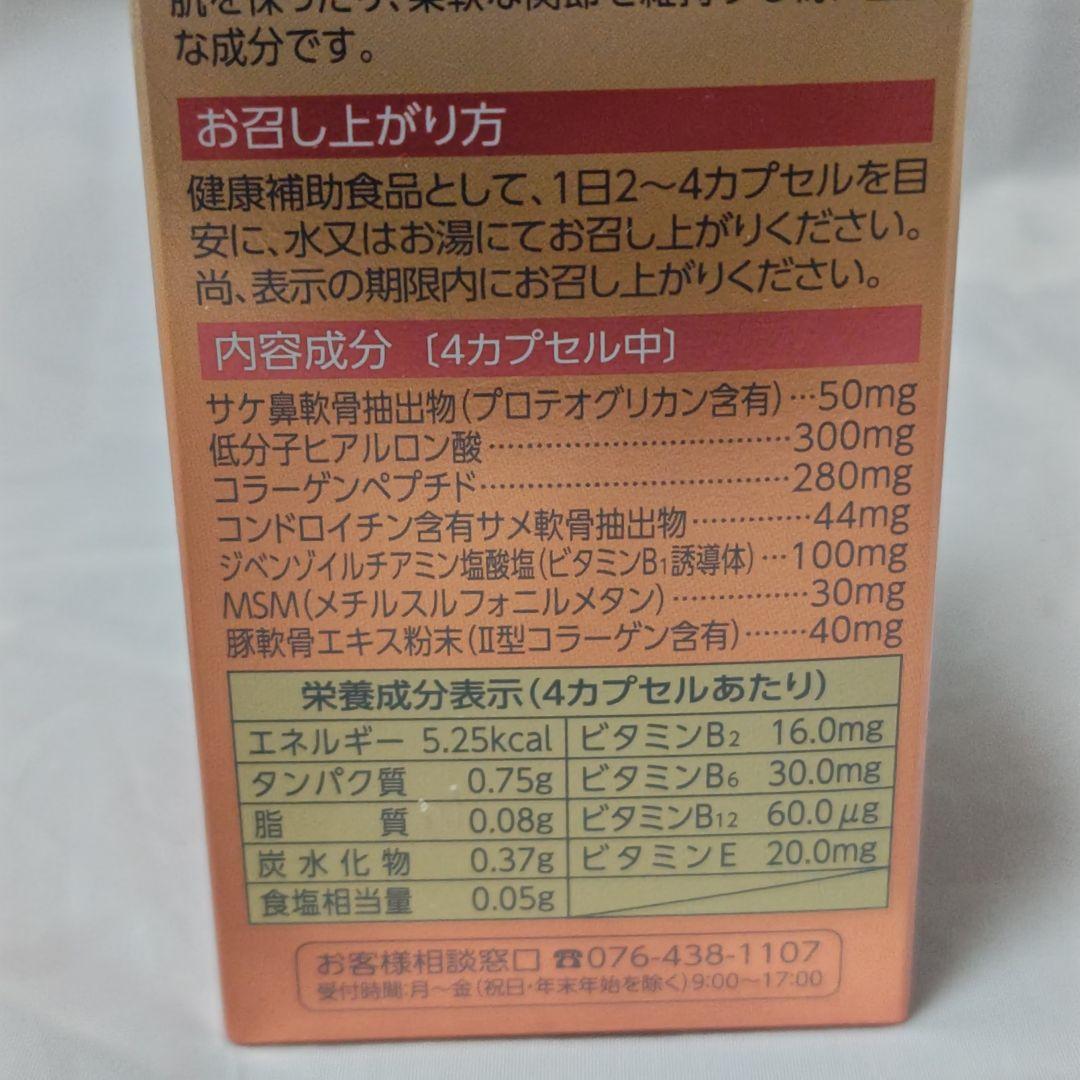 な成分です。
お召し上がり方
健康補助食品として、1日2～4カプセルを目
安に、水又はお湯にてお召し上がりください。
尚、表示の期限内にお召し上がりください。
内容成分〔4カプセル中〕
サケ鼻軟骨抽出物(プロテオグリカン含有)…50mg
低分子ヒアルロン酸……………………………300mg
コラーゲンペプチド……………………………280mg
コンドロイチン含有サメ軟骨抽出物…………44mg
ジベンゾイルチアミン塩酸塩(ビタミンB₁誘導体)…100mg
MSM(メチルスルフォニルメタン)……………30mg
豚軟骨エキス粉末(II型コラーゲン含有)……40mg
栄養成分表示(4カプセルあたり)
エネルギー 5.25kcal ビタミンB₂ 16.0mg
タンパク質 0.75g ビタミンB₆ 30.0mg
脂質 0.08g ビタミンB₁₂ 60.0μg
炭水化物 0.37g ビタミンE 20.0mg
食塩相当量 0.05g
お客様相談窓口 ☎076-438-1107
受付時間:月～金(祝日・年末年始を除く)9:00～17:00